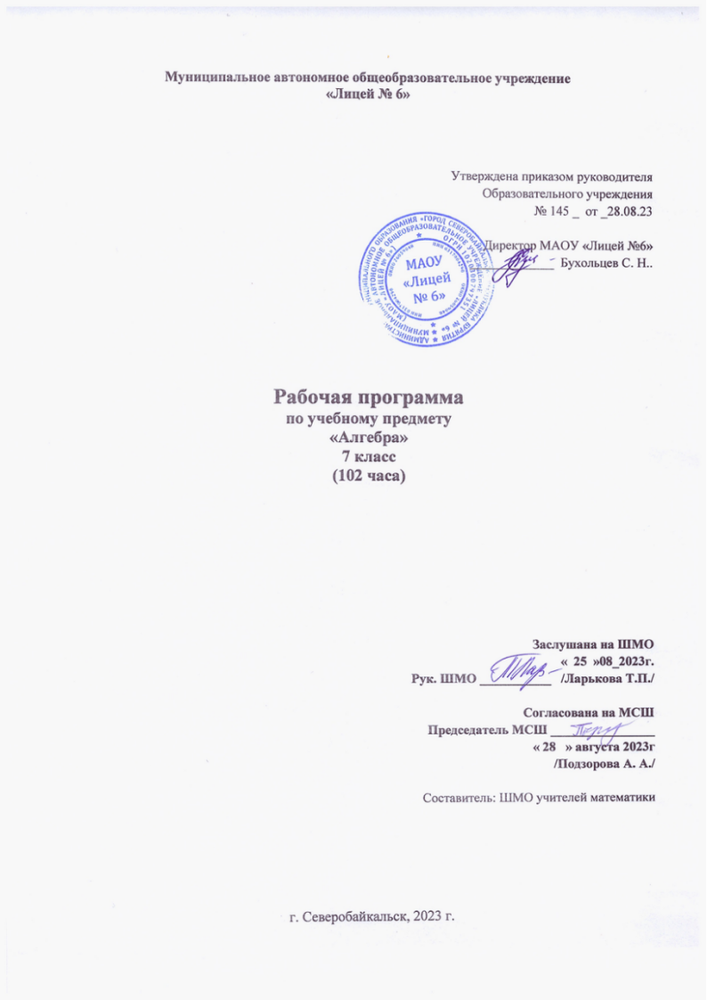 Муниципальное автономное общеобразовательное учреждение
«Лицей № 6»
Утверждена приказом руководителя
Образовательного учреждения
№ 145 _ от _28.08.23
Директор МАОУ «Лицей №6»
____________ Бухольцев С. Н..
МАОУ
«Лицей
№ 6»
Рабочая программа
по учебному предмету
«Алгебра»
7 класс
(102 часа)
Заслушана на ШМО
« 25 »08_2023г.
Рук. ШМО ___________ /Ларькова Т.П./
Согласована на МСШ
Председатель МСШ ________________
« 28 » августа 2023г
/Подзорова А. А./
Составитель: ШМО учителей математики
г. Северобайкальск, 2023 г.